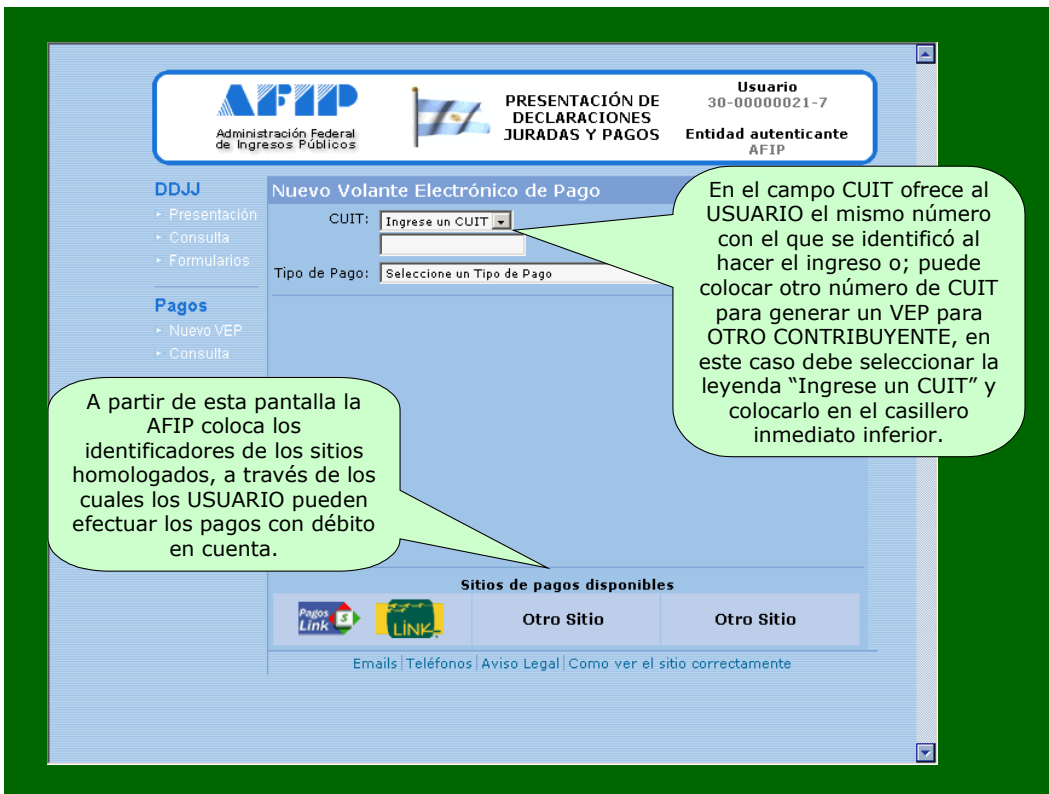 AFIP
Administración Federal
de Ingresos Públicos
PRESENTACIÓN DE
DECLARACIONES
JURADAS Y PAGOS
Usuario
30-00000021-7
Entidad autenticante
AFIP
DDJJ
Presentación
Consulta
Formularios
Pagos
Nuevo VEP
Consulta
Nuevo Volante Electrónico de Pago
CUIT:
Ingrese un CUIT
Tipo de Pago:
Seleccione un Tipo de Pago
En el campo CUIT ofrece al
USUARIO el mismo número
con el que se identificó al
hacer el ingreso o; puede
colocar otro número de CUIT
para generar un VEP para
OTRO CONTRIBUYENTE, en
este caso debe seleccionar la
leyenda “Ingrese un CUIT” y
colocarlo en el casillero
inmediato inferior.
A partir de esta pantalla la
AFIP coloca los
identificadores de los sitios
homologados, a través de los
cuales los USUARIO pueden
efectuar los pagos con débito
en cuenta.
Sitios de pagos disponibles
Pagos
Link
LINK
Otro Sitio
Otro Sitio
Emails|Teléfonos|Aviso Legal|Como ver el sitio correctamente